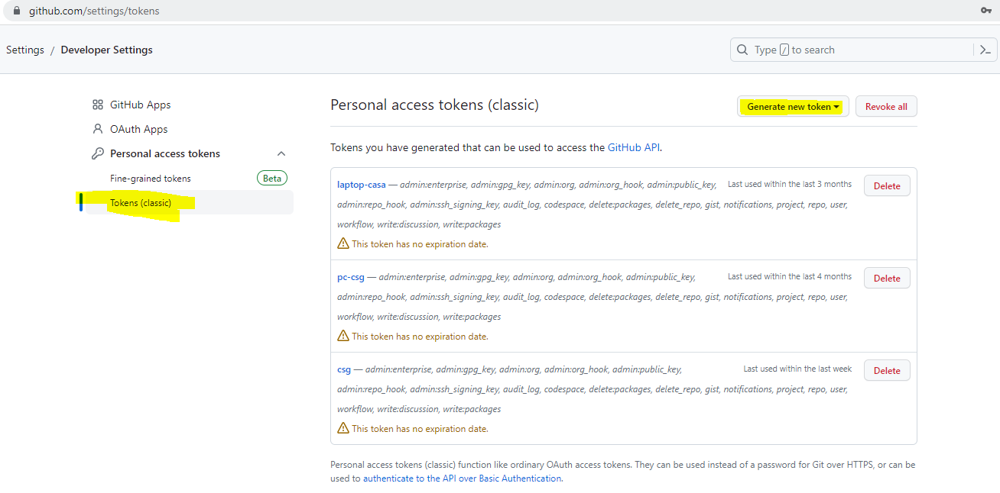 github.com/settings/tokens
Settings / Developer Settings
Type / to search
GitHub Apps
OAuth Apps
Personal access tokens
Fine-grained tokens Beta
Tokens (classic)
Personal access tokens (classic) Generate new token Revoke all
Tokens you have generated that can be used to access the GitHub API.
laptop-casa — admin:enterprise, admin:gpg_key, admin:org, admin:org_hook, admin:public_key, Last used within the last 3 months Delete
admin:repo_hook, admin:ssh_signing_key, audit_log, codespace, delete:packages, delete_repo, gist, notifications, project, repo, user,
workflow, write:discussion, write:packages
This token has no expiration date.
pc-csg — admin:enterprise, admin:gpg_key, admin:org, admin:org_hook, admin:public_key, Last used within the last 4 months Delete
admin:repo_hook, admin:ssh_signing_key, audit_log, codespace, delete:packages, delete_repo, gist, notifications, project, repo, user,
workflow, write:discussion, write:packages
This token has no expiration date.
csg — admin:enterprise, admin:gpg_key, admin:org, admin:org_hook, admin:public_key, Last used within the last week Delete
admin:repo_hook, admin:ssh_signing_key, audit_log, codespace, delete:packages, delete_repo, gist, notifications, project, repo, user,
workflow, write:discussion, write:packages
This token has no expiration date.
Personal access tokens (classic) function like ordinary OAuth access tokens. They can be used instead of a password for Git over HTTPS, or can be
used to authenticate to the API over Basic Authentication.